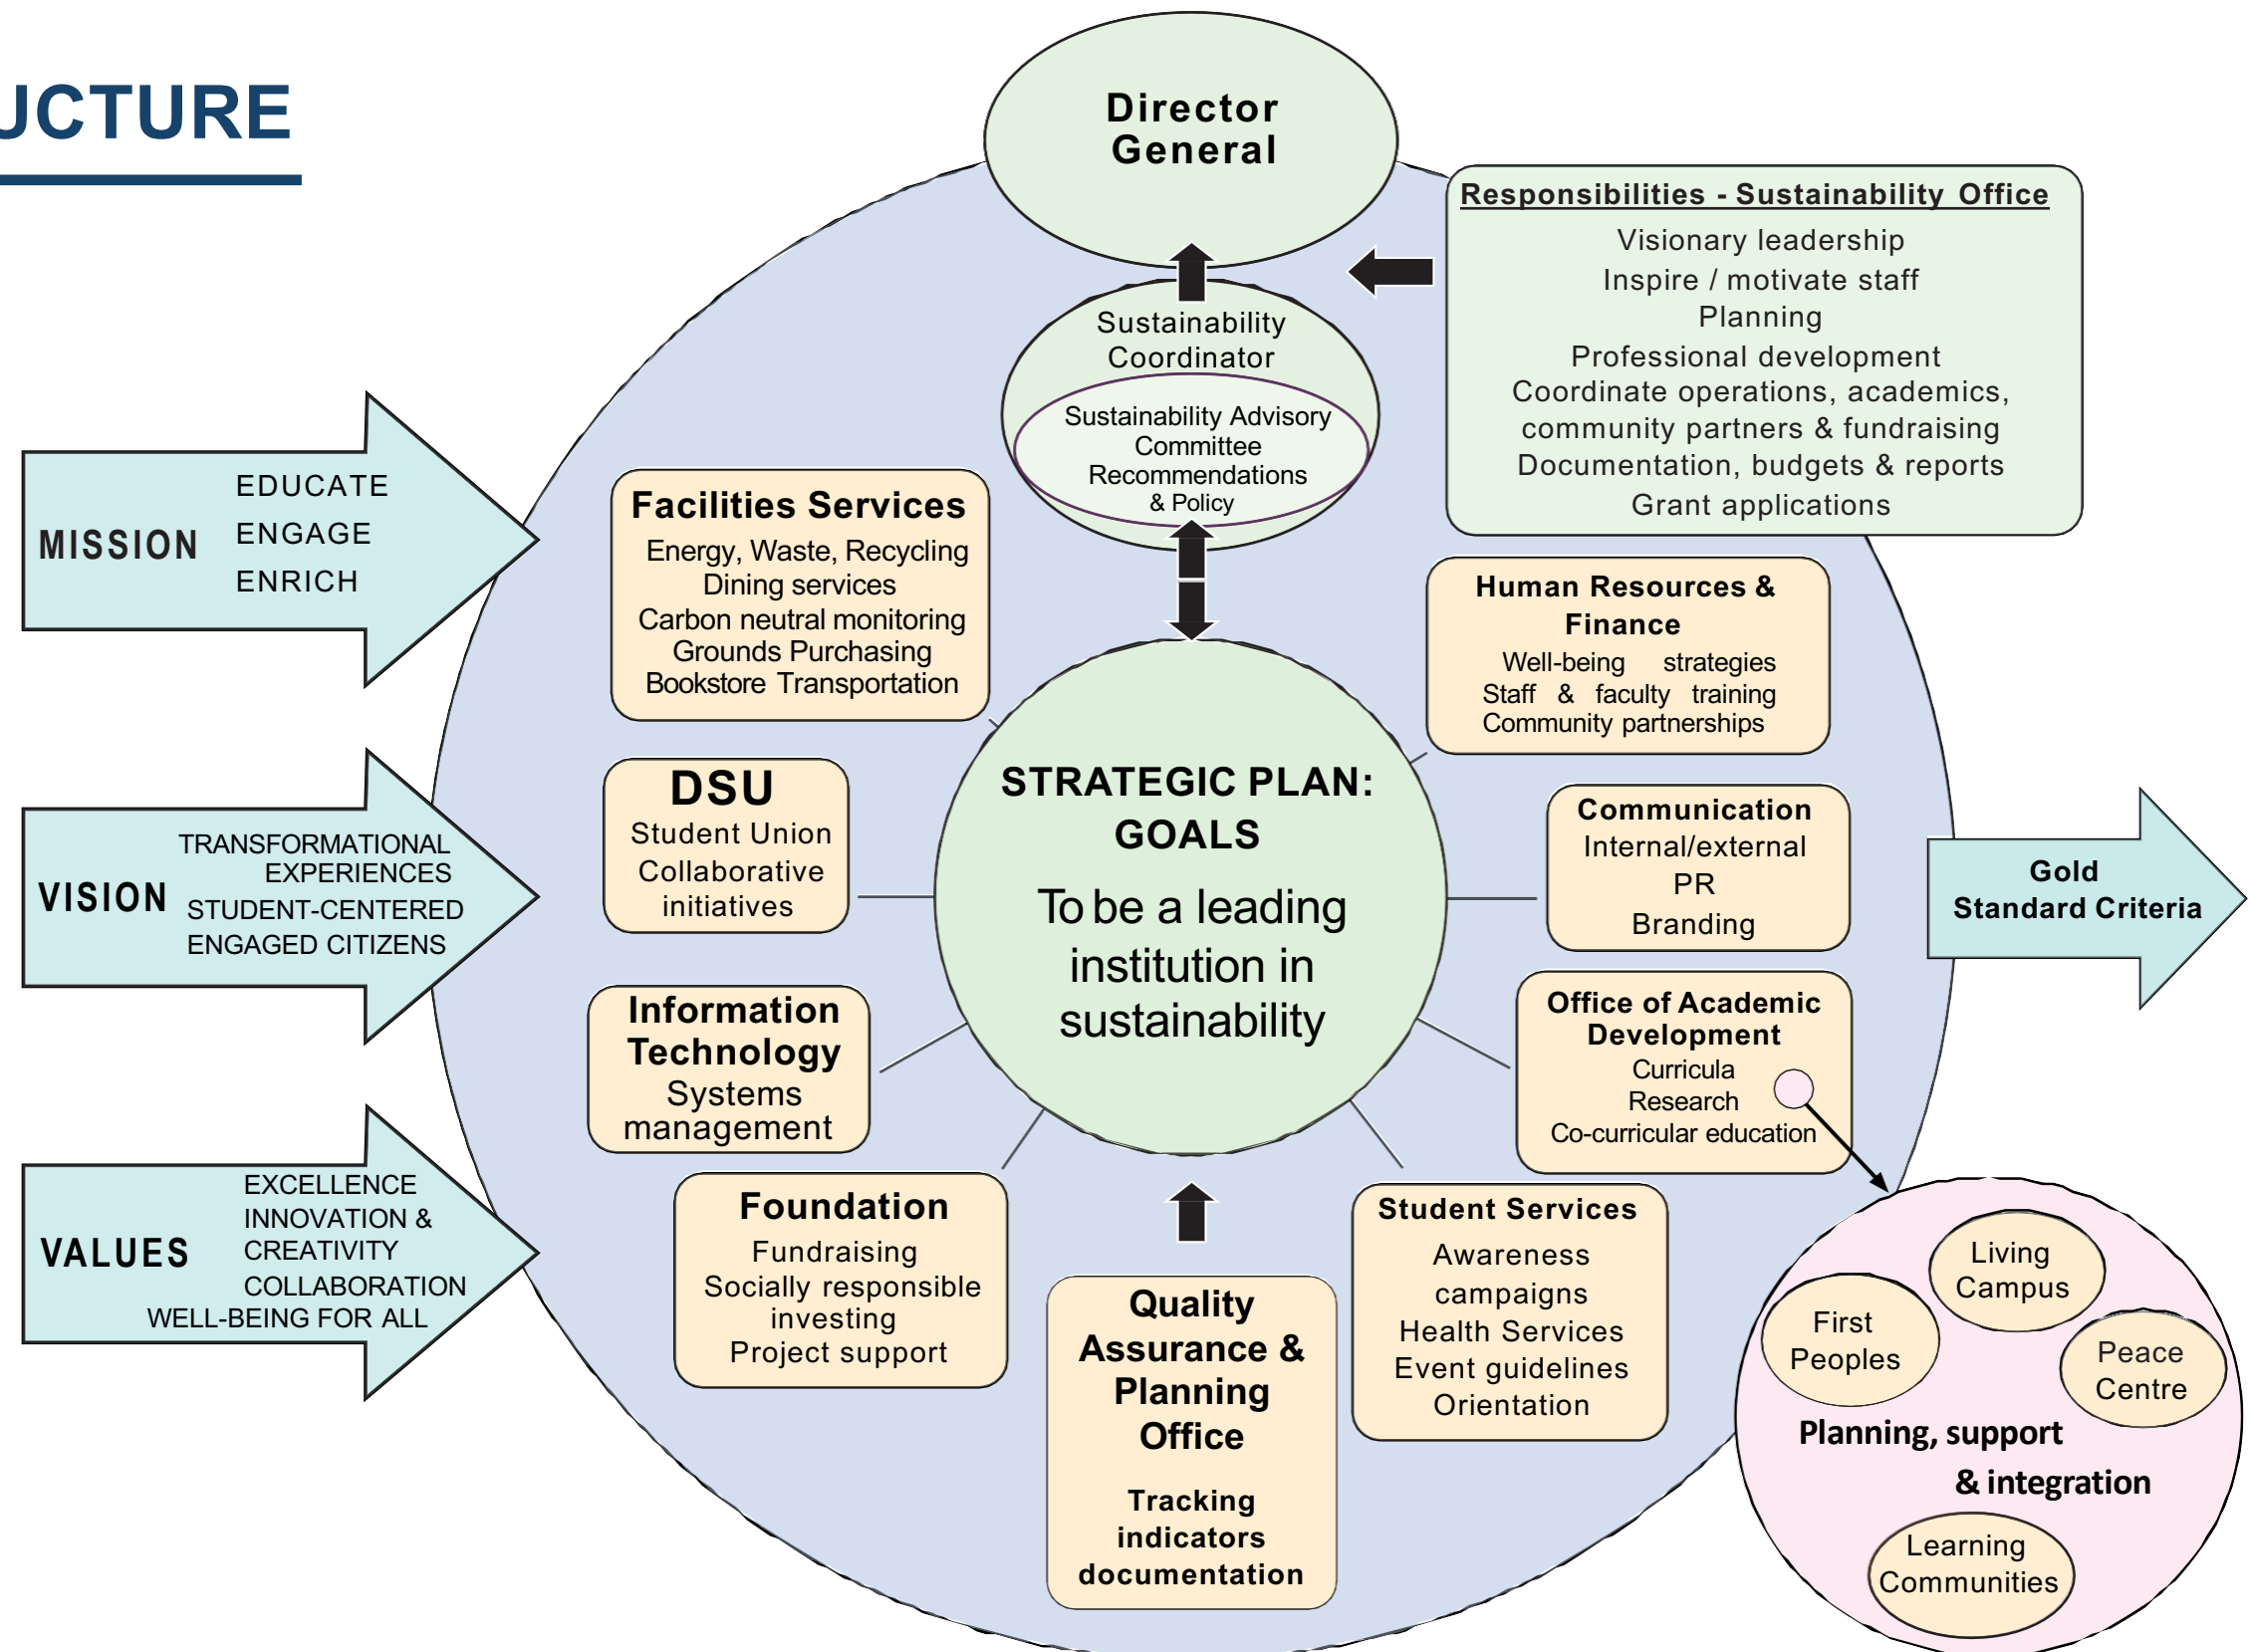 UCTURE
Director
General
Responsibilities - Sustainability Office
Visionary leadership
Inspire / motivate staff
Planning
Professional development
Coordinate operations, academics,
community partners & fundraising
Documentation, budgets & reports
Grant applications
Sustainability
Coordinator
Sustainability Advisory
Committee
Recommendations
& Policy
MISSION
EDUCATE
ENGAGE
ENRICH
Facilities Services
Energy, Waste, Recycling
Dining services
Carbon neutral monitoring
Grounds Purchasing
Bookstore Transportation
Human Resources &
Finance
Well-being strategies
Staff & faculty training
Community partnerships
VISION
TRANSFORMATIONAL
EXPERIENCES
STUDENT-CENTERED
ENGAGED CITIZENS
DSU
Student Union
Collaborative
initiatives
STRATEGIC PLAN:
GOALS
To be a leading
institution in
sustainability
Communication
Internal/external
PR
Branding
Gold
Standard Criteria
Information
Technology
Systems
management
Office of Academic
Development
Curricula
Research
Co-curricular education
VALUES
EXCELLENCE
INNOVATION &
CREATIVITY
COLLABORATION
WELL-BEING FOR ALL
Foundation
Fundraising
Socially responsible
investing
Project support
Quality
Assurance &
Planning
Office
Tracking
indicators
documentation
Student Services
Awareness
campaigns
Health Services
Event guidelines
Orientation
Living
Campus
First
Peoples
Peace
Centre
Planning, support
& integration
Learning
Communities